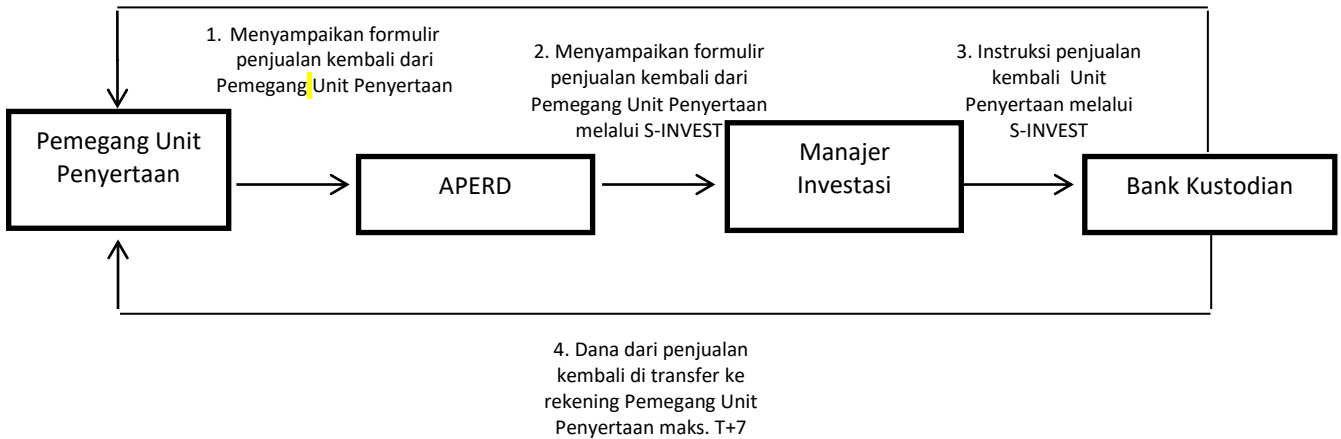 1. Menyampaikan formulir
penjualan kembali dari
Pemegang Unit Penyertaan
2. Menyampaikan formulir
penjualan kembali dari
Pemegang Unit Penyertaan
melalui S-INVEST
3. Instruksi penjualan
kembali Unit
Penyertaan melalui
S-INVEST
Pemegang Unit
Penyertaan
APERD
Manajer
Investasi
Bank Kustodian
4. Dana dari penjualan
kembali di transfer ke
rekening Pemegang Unit
Penyertaan maks. T+7